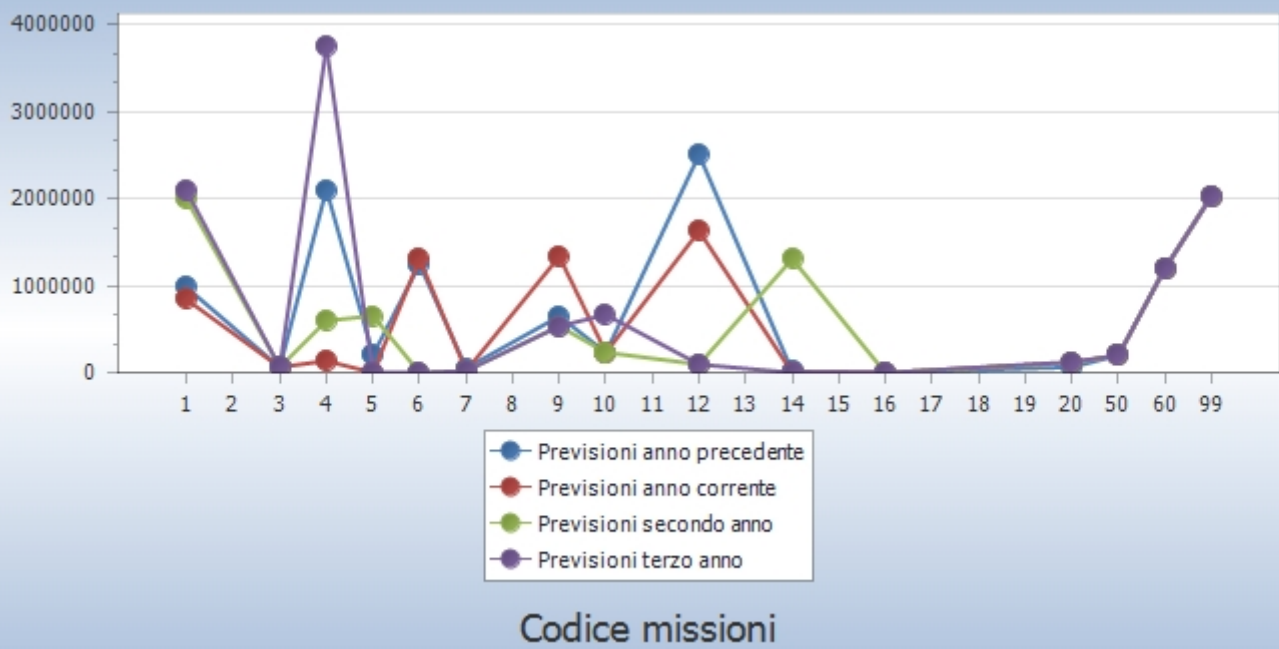 4000000
3000000
2000000
1000000
0
1 2 3 4 5 6 7 8 9 10 11 12 13 14 15 16 17 18 19 20 50 60 99
Previsioni anno precedente
Previsioni anno corrente
Previsioni secondo anno
Previsioni terzo anno
Codice missioni